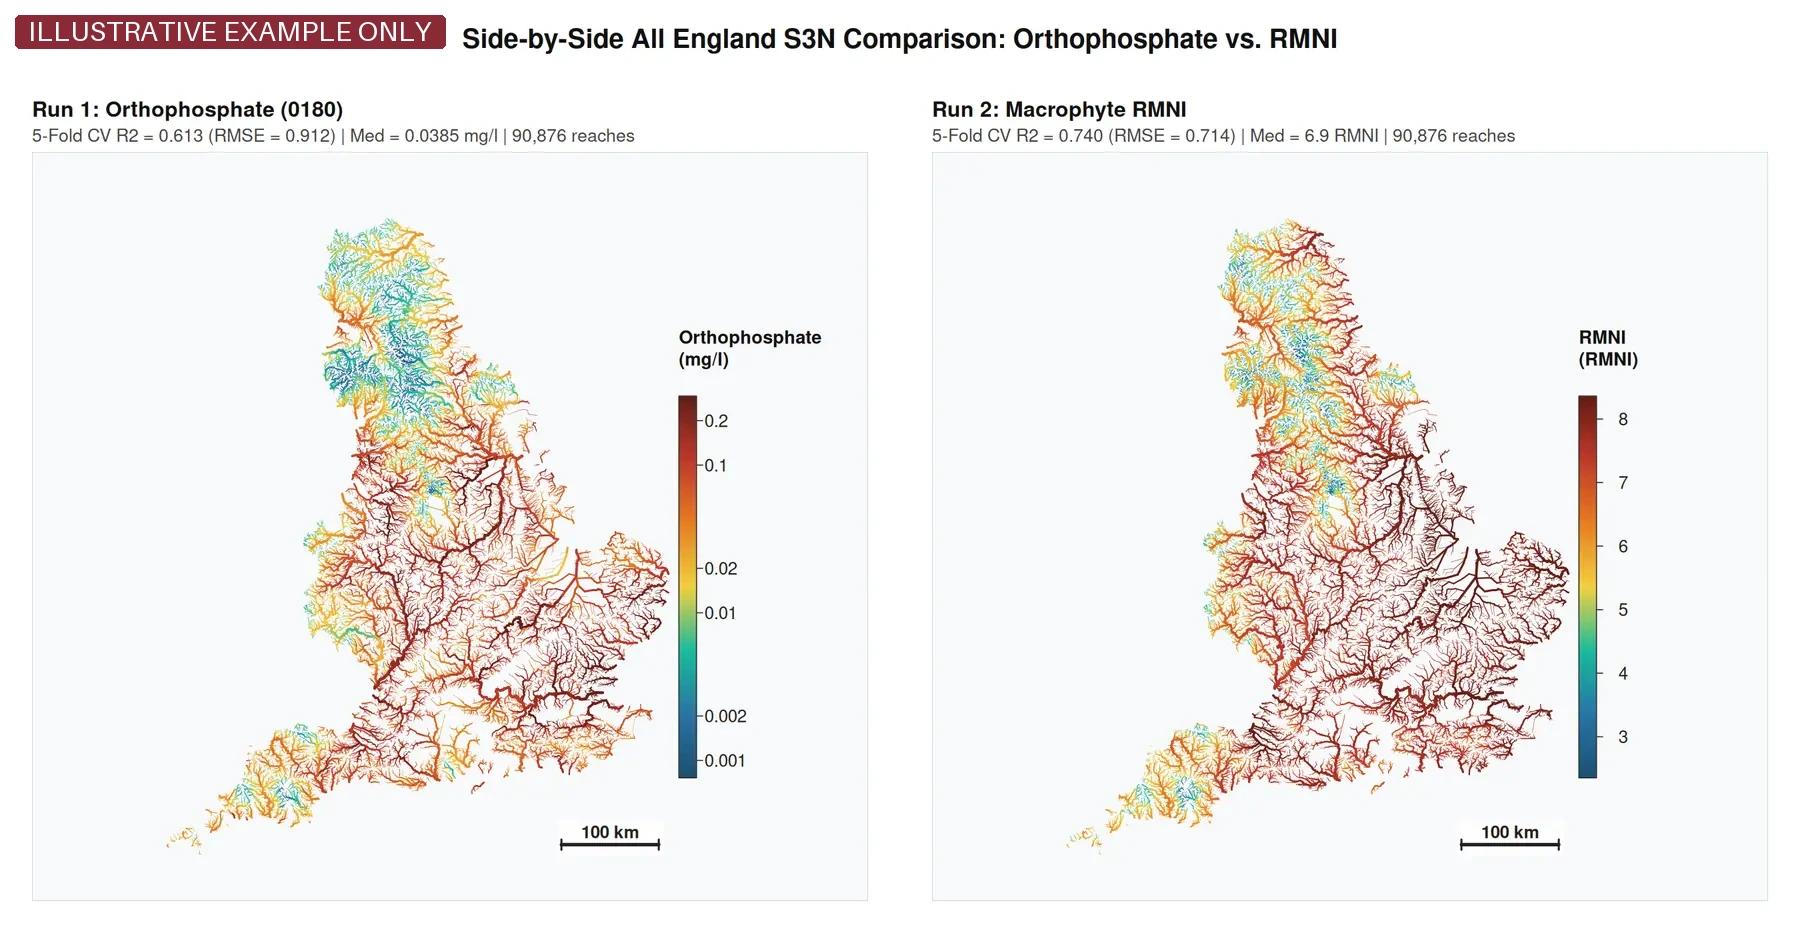 ILLUSTRATIVE EXAMPLE ONLY
Side-by-Side All England S3N Comparison: Orthophosphate vs. RMNI
Run 1: Orthophosphate (0180)
5-Fold CV R2 = 0.613 (RMSE = 0.912) | Med = 0.0385 mg/l | 90,876 reaches
Orthophosphate
(mg/l)
0.2
0.1
0.02
0.01
0.002
0.001
100 km
Run 2: Macrophyte RMNI
5-Fold CV R2 = 0.740 (RMSE = 0.714) | Med = 6.9 RMNI | 90,876 reaches
RMNI
(RMNI)
8
7
6
5
4
3
100 km